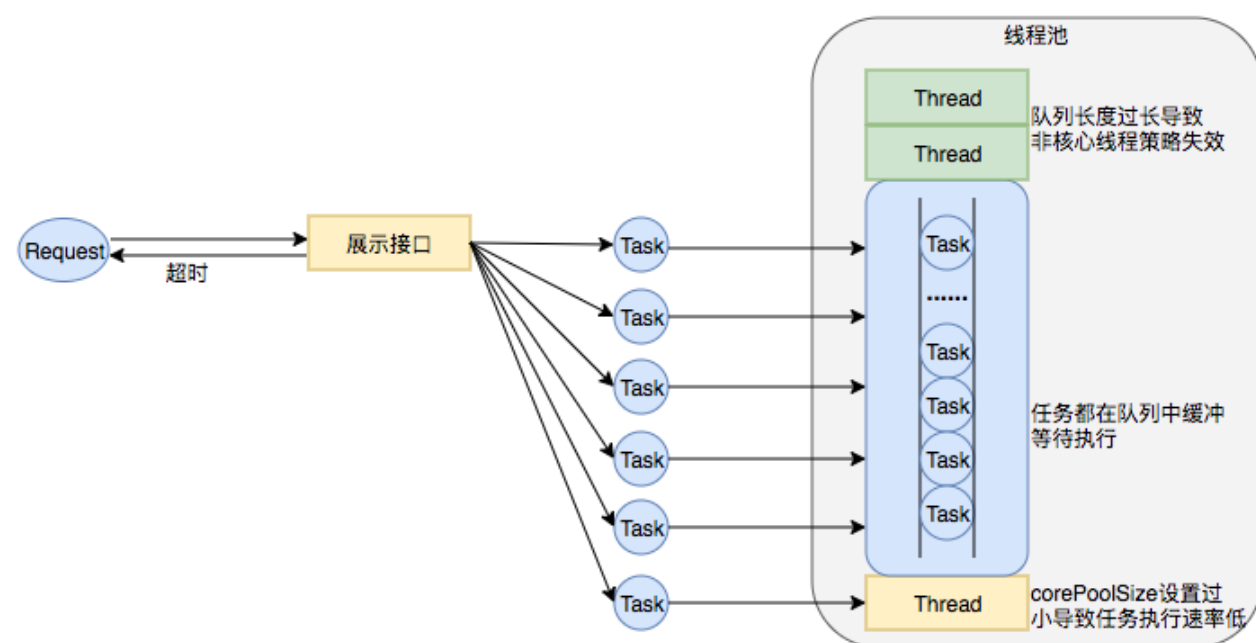 线程池
Thread
队列长度过长导致
非核心线程策略失效
Thread
Request
超时
展示接口
Task
Task
Task
Task
Task
Task
Task
......
Task
Task
Task
Task
任务都在队列中缓冲
等待执行
Thread
corePoolSize设置过
小导致任务执行速率低